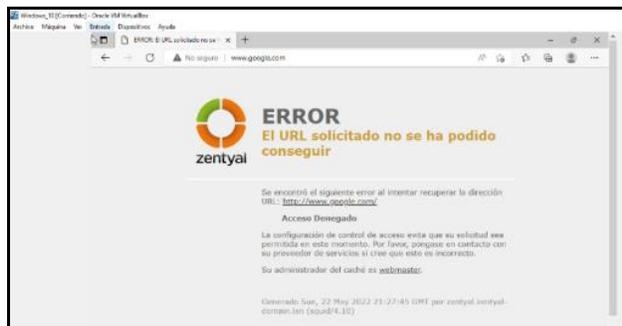 Windows_10 [Corriendo] - Oracle VM VirtualBox
Archivo Máquina Ver Entrada Dispositivos Ayuda
ERROR: El URL solicitado no se
No seguro | www.google.com
zentyal
ERROR
El URL solicitado no se ha podido
conseguir
Se encontró el siguiente error al intentar recuperar la dirección
URL: http://www.google.com/
Acceso Denegado
La configuración de control de acceso evita que su solicitud sea
permitida en este momento. Por favor, póngase en contacto con
su proveedor de servicios si cree que esto es incorrecto.
Su administrador del caché es webmaster.
Generado Sun, 22 May 2022 21:27:45 GMT por zentyal.zentyal-
domain.lan (squid/4.10)